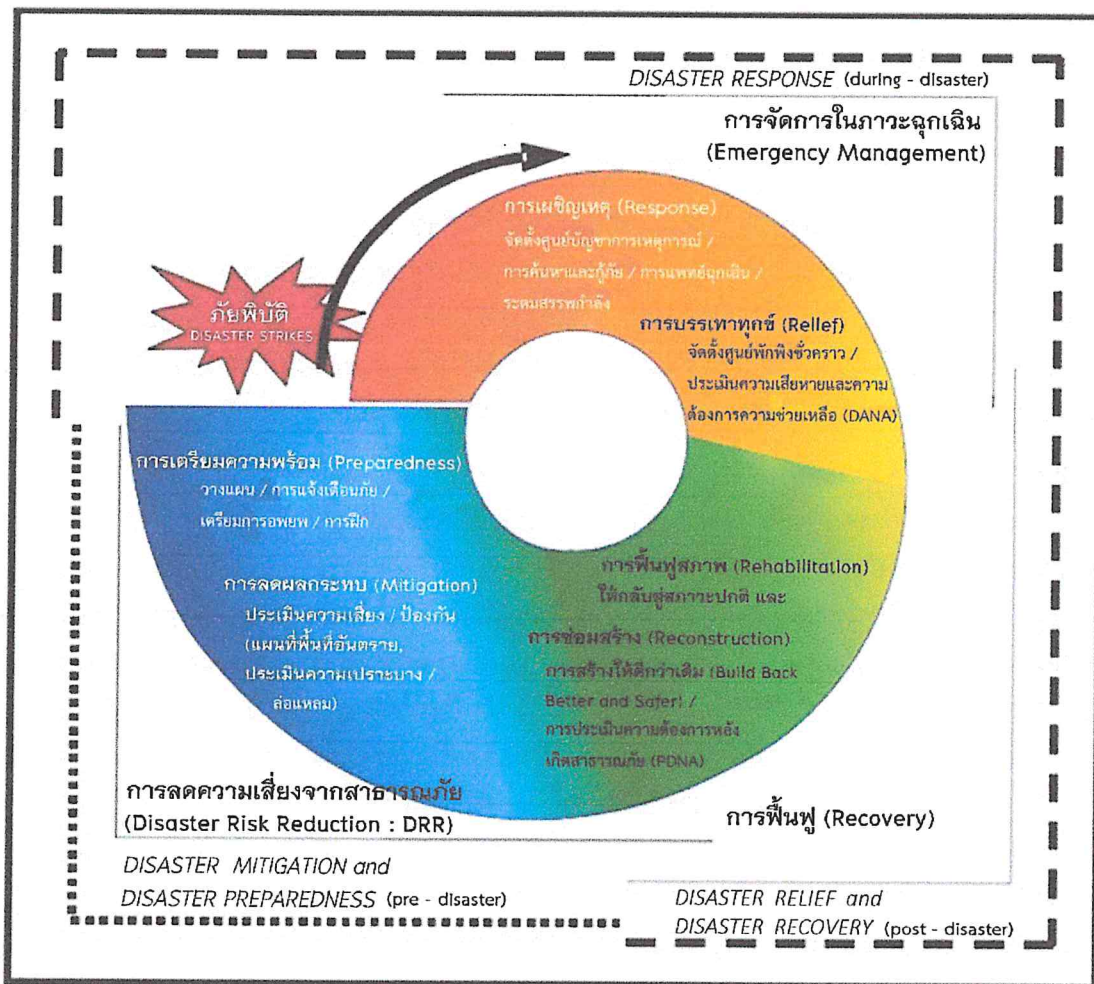 DISASTER RESPONSE (during - disaster)
การจัดการในภาวะฉุกเฉิน
(Emergency Management)
การเผชิญเหตุ (Response)
จัดตั้งศูนย์บัญชาการเหตุการณ์ /
การค้นหาและกู้ภัย / การแพทย์ฉุกเฉิน /
ระดมสรรพกำลัง
ภัยพิบัติ
DISASTER STRIKES
การบรรเทาทุกข์ (Relief)
จัดตั้งศูนย์พักพิงชั่วคราว /
ประเมินความเสียหายและความ
ต้องการความช่วยเหลือ (DANA)
การเตรียมความพร้อม (Preparedness)
วางแผน / การแจ้งเตือนภัย /
เตรียมการอพยพ / การฝึก
การลดผลกระทบ (Mitigation)
ประเมินความเสี่ยง / ป้องกัน
(แผนที่พื้นที่อันตราย,
ประเมินความเปราะบาง /
ล่อแหลม)
การฟื้นฟูสภาพ (Rehabilitation)
ให้กลับสู่สภาวะปกติ และ
การซ่อมสร้าง (Reconstruction)
การสร้างให้ดีกว่าเดิม (Build Back
Better and Safer) /
การประเมินความต้องการหลัง
เกิดสาธารณภัย (PDNA)
การลดความเสี่ยงจากสาธารณภัย
(Disaster Risk Reduction : DRR)
การฟื้นฟู (Recovery)
DISASTER MITIGATION and
DISASTER PREPAREDNESS (pre - disaster)
DISASTER RELIEF and
DISASTER RECOVERY (post - disaster)